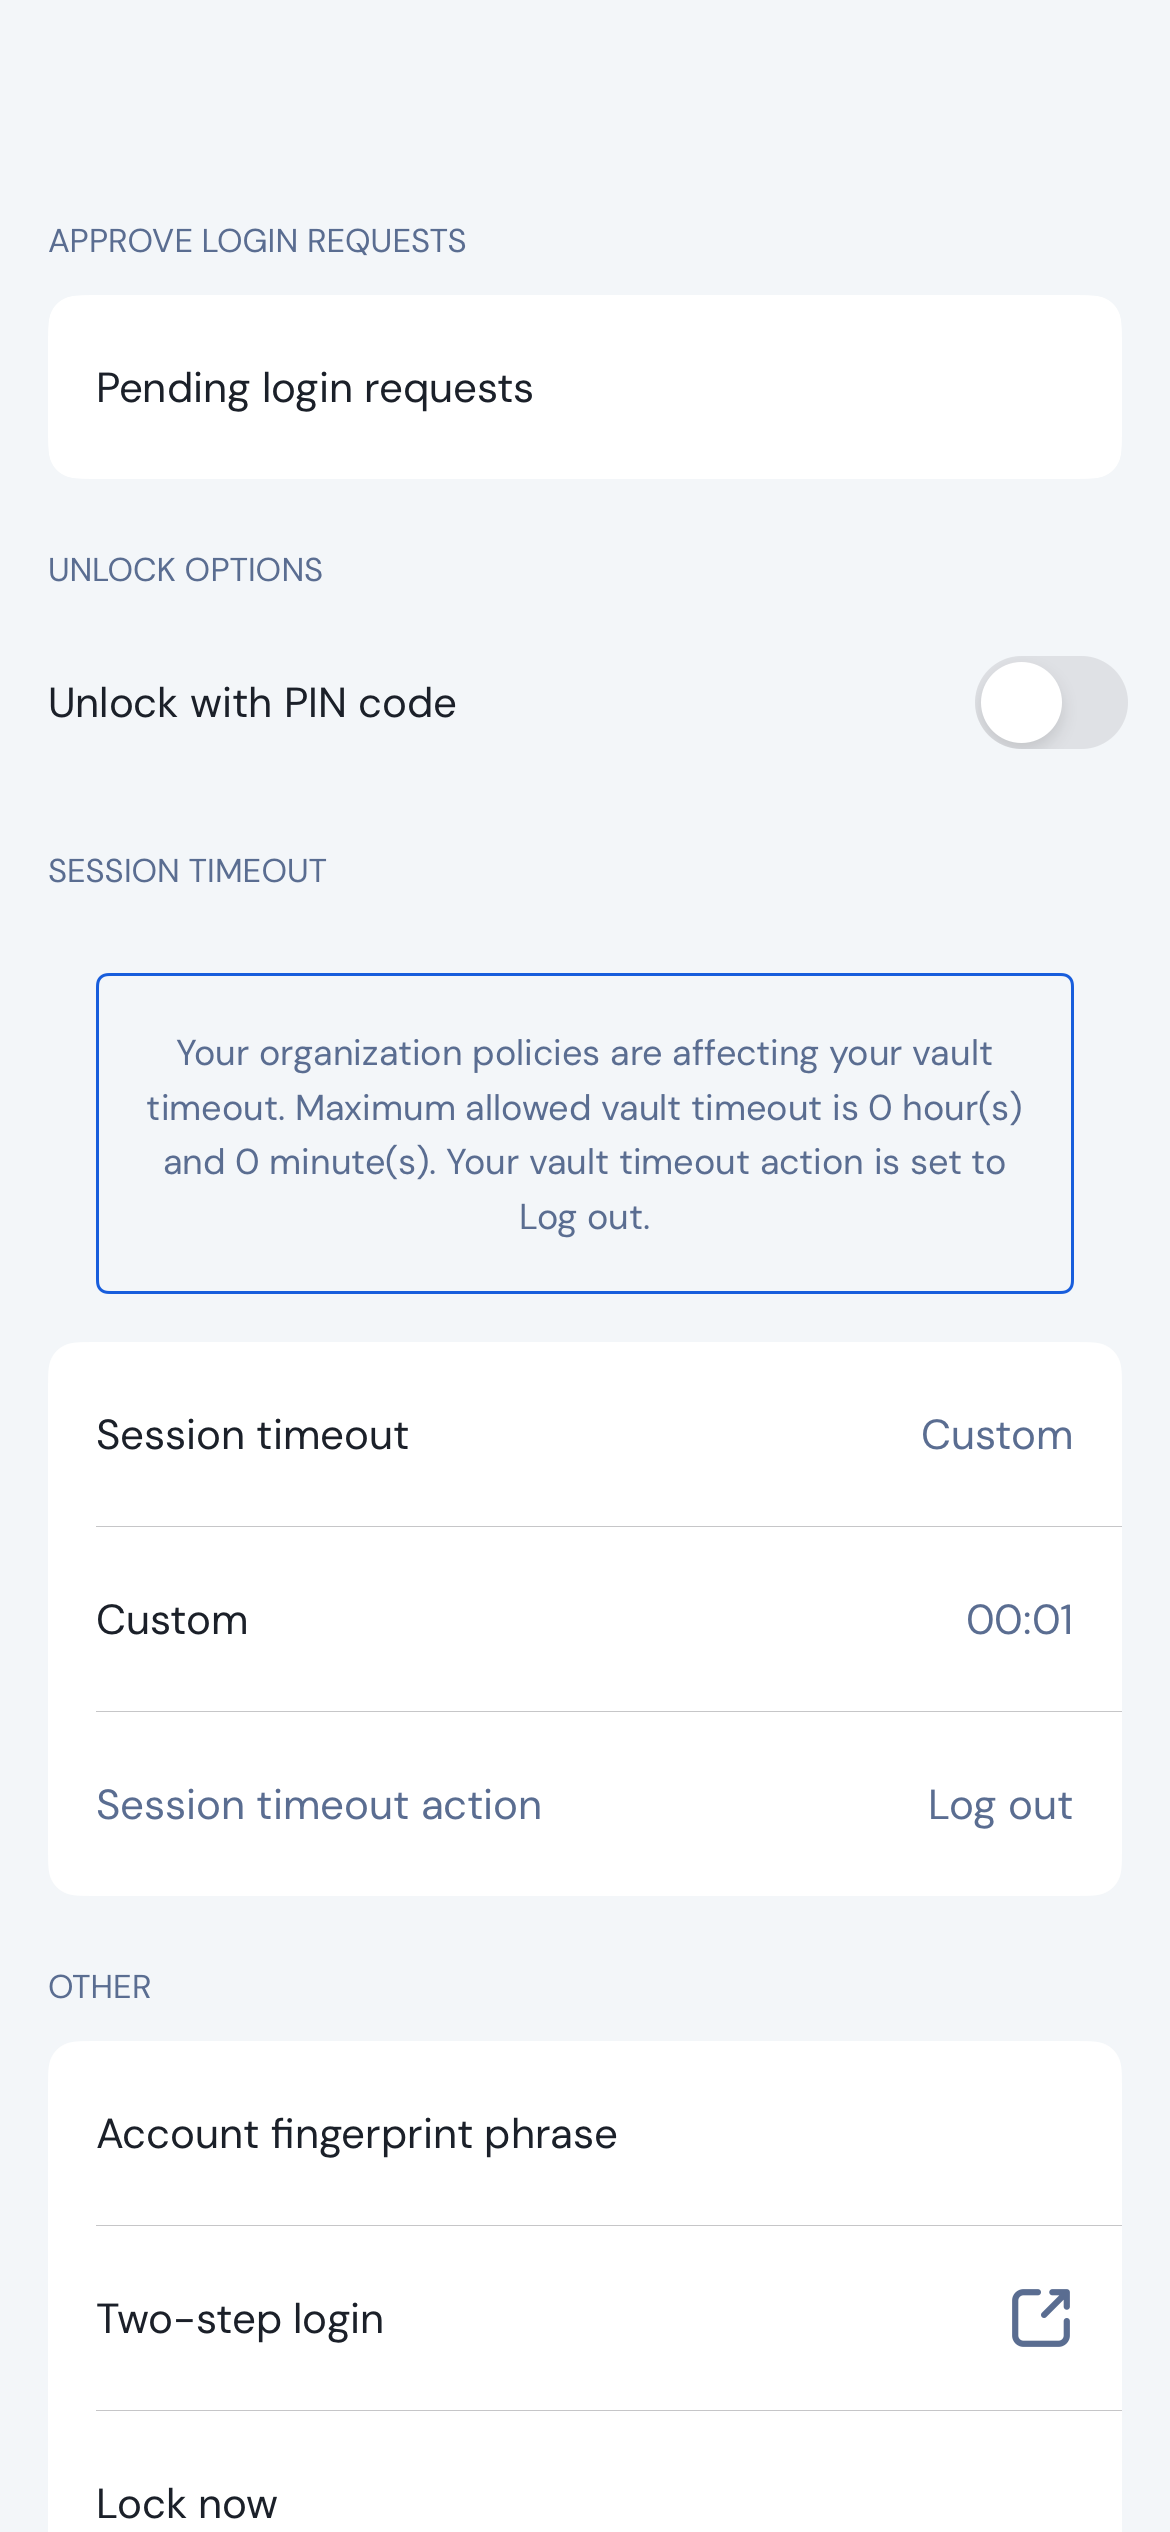 APPROVE LOGIN REQUESTS
Pending login requests
UNLOCK OPTIONS
Unlock with PIN code
SESSION TIMEOUT
Your organization policies are affecting your vault
timeout. Maximum allowed vault timeout is 0 hour(s)
and 0 minute(s). Your vault timeout action is set to
Log out.
Session timeout Custom
Custom 00:01
Session timeout action Log out
OTHER
Account fingerprint phrase
Two-step login
Lock now